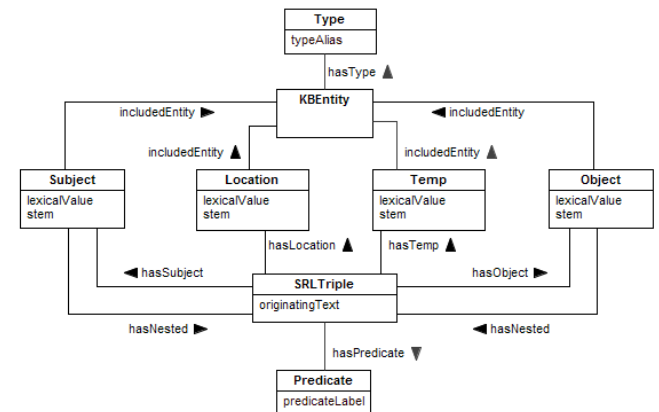 Type
typeAlias
hasType ▲
KBEntity
includedEntity ▶
◀ includedEntity
includedEntity ▲
includedEntity ▲
Subject
lexicalValue
stem
Location
lexicalValue
stem
Temp
lexicalValue
stem
Object
lexicalValue
stem
hasLocation ▲
hasTemp ▲
◀ hasSubject
hasObject ▶
SRLTriple
originatingText
hasNested ▶
◀ hasNested
hasPredicate ▼
Predicate
predicateLabel